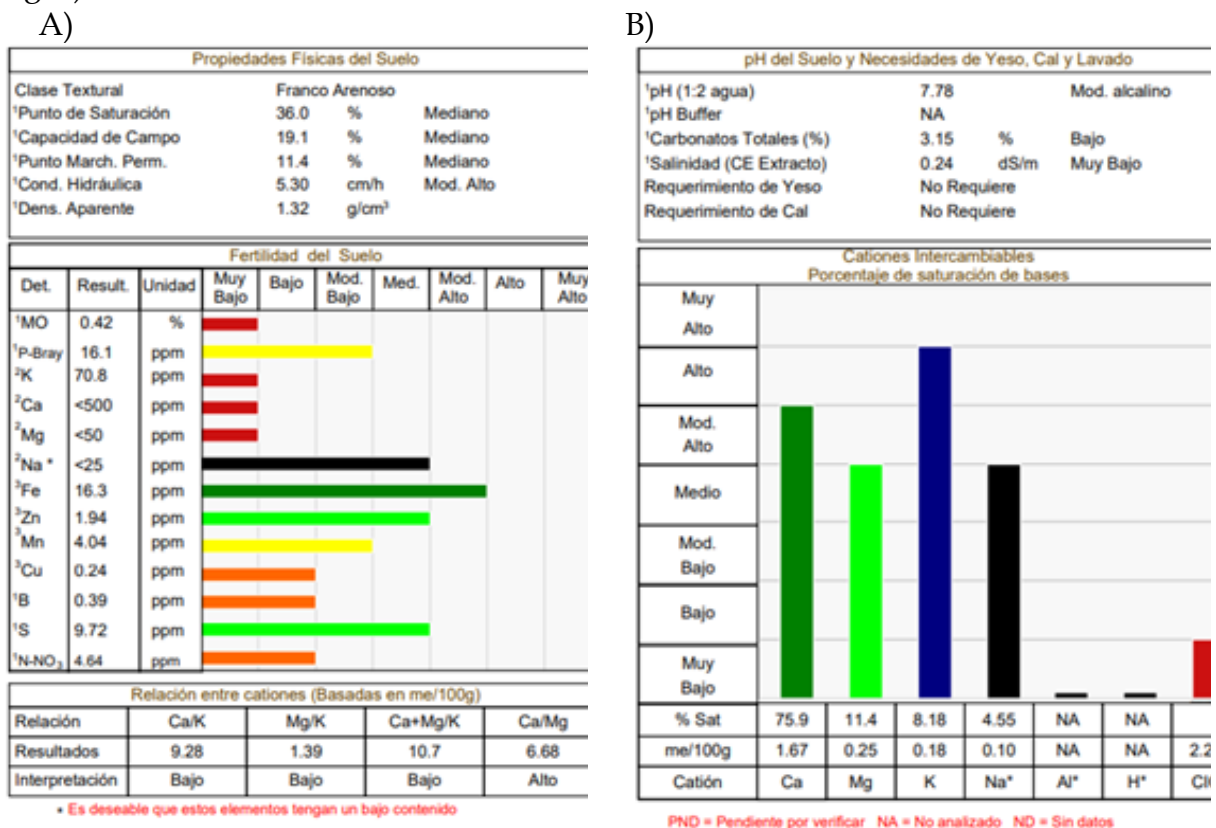 A)
Propiedades Físicas del Suelo
Clase Textural Franco Arenoso
¹Punto de Saturación 36.0 % Mediano
¹Capacidad de Campo 19.1 % Mediano
¹Punto March. Perm. 11.4 % Mediano
¹Cond. Hidráulica 5.30 cm/h Mod. Alto
¹Dens. Aparente 1.32 g/cm³
Fertilidad del Suelo
Det. Result. Unidad Muy Bajo Bajo Mod. Bajo Med. Mod. Alto Alto Muy Alto
¹MO 0.42 %
¹P-Bray 16.1 ppm
²K 70.8 ppm
²Ca <500 ppm
²Mg <50 ppm
²Na * <25 ppm
³Fe 16.3 ppm
³Zn 1.94 ppm
³Mn 4.04 ppm
³Cu 0.24 ppm
¹B 0.39 ppm
¹S 9.72 ppm
¹N-NO₃ 4.64 ppm
Relación entre cationes (Basadas en me/100g)
Relación Ca/K Mg/K Ca+Mg/K Ca/Mg
Resultados 9.28 1.39 10.7 6.68
Interpretación Bajo Bajo Bajo Alto
* Es deseable que estos elementos tengan un bajo contenido
B)
pH del Suelo y Necesidades de Yeso, Cal y Lavado
¹pH (1:2 agua) 7.78 Mod. alcalino
¹pH Buffer NA
¹Carbonatos Totales (%) 3.15 % Bajo
¹Salinidad (CE Extracto) 0.24 dS/m Muy Bajo
Requerimiento de Yeso No Requiere
Requerimiento de Cal No Requiere
Cationes Intercambiables
Porcentaje de saturación de bases
Muy
Alto
Alto
Mod.
Alto
Medio
Mod.
Bajo
Bajo
Muy
Bajo
% Sat 75.9 11.4 8.18 4.55 NA NA
me/100g 1.67 0.25 0.18 0.10 NA NA 2.2
Catión Ca Mg K Na* Al* H*
PND = Pendiente por verificar NA = No analizado ND = Sin datos